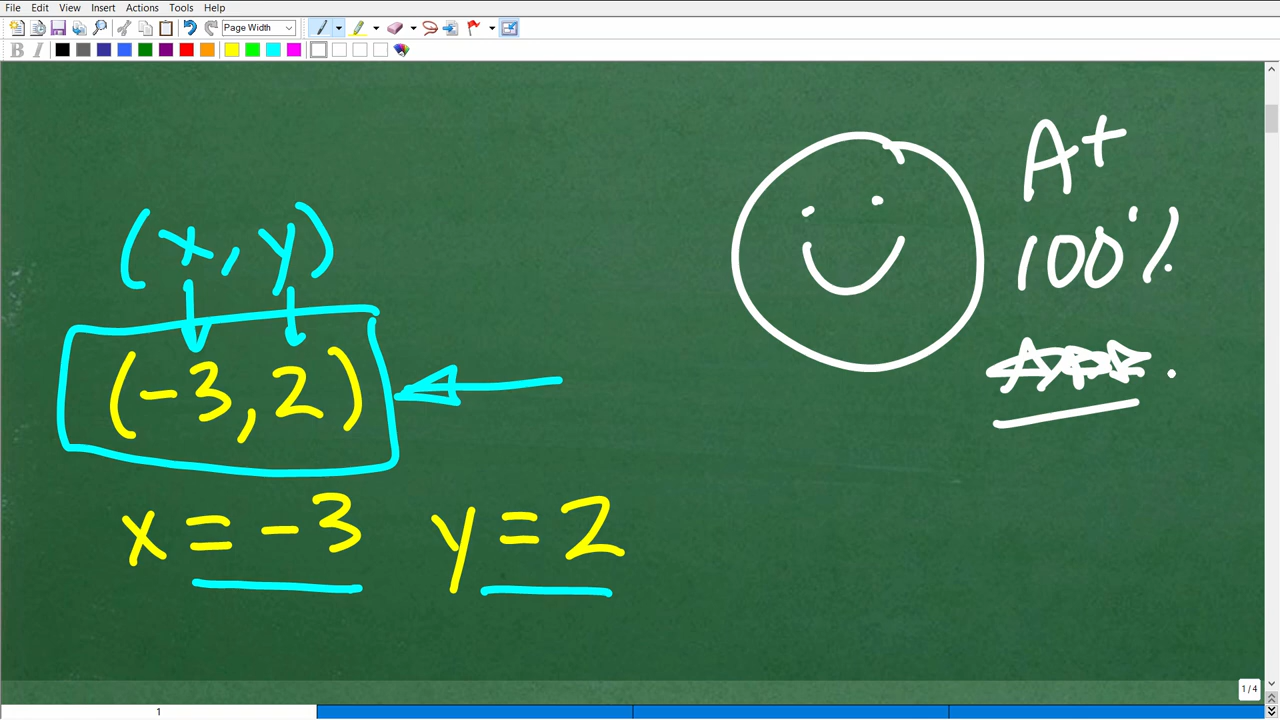 File Edit View Insert Actions Tools Help
Page Width
B I
(x, y)
(-3, 2)
x = -3 y = 2
A+
100%
1/4
1